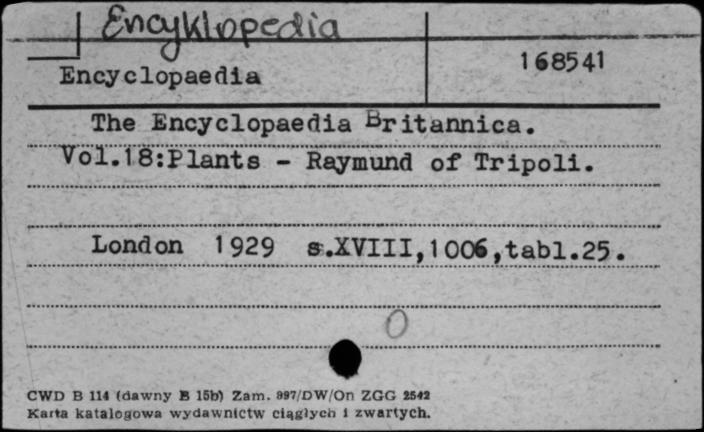 Encyklopedia
168541
Encyclopaedia
The Encyclopaedia Britannica.
Vol.18:Plants - Raymund of Tripoli.
London 1929 s.XVIII,1006,tabl.25.
0
CWD B 114 (dawny B 15b) Zam. 997/DW/On ZGG 2542
Karta katalogowa wydawnictw ciągłych i zwartych.